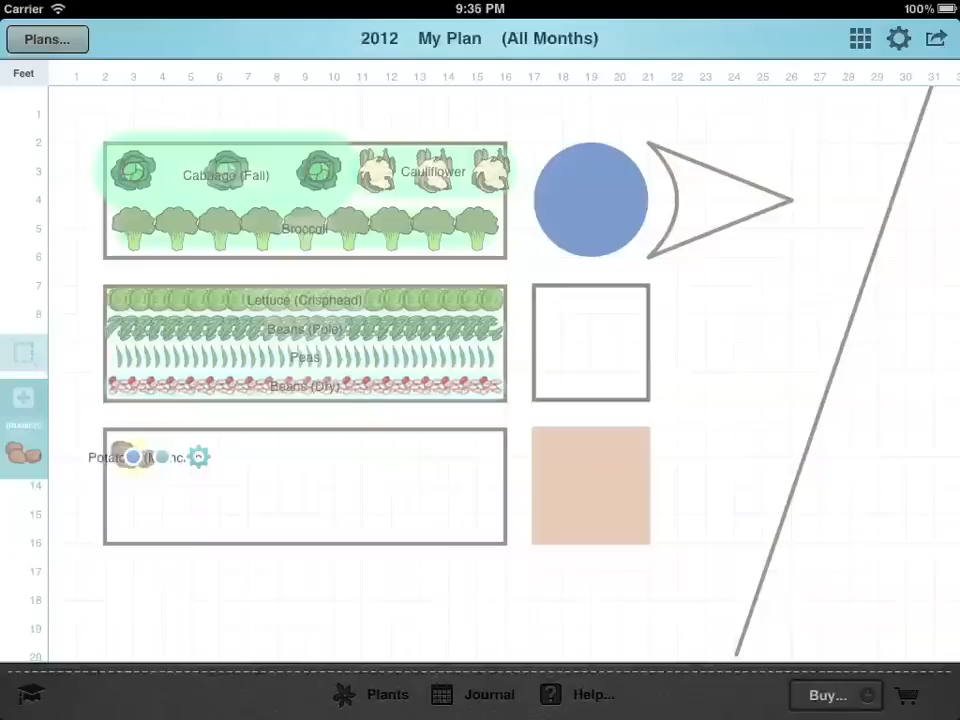 Carrier 9:36 PM 100%
Plans... 2012 My Plan (All Months)
Feet 1 2 3 4 5 6 7 8 9 10 11 12 13 14 15 16 17 18 19 20 21 22 23 24 25 26 27 28 29 30 31
1
2
3
4
5
6
7
8
14
15
16
17
18
19
20
Cabbage (Fall) Cauliflower
Broccoli
Lettuce (Crisphead)
Beans (Pole)
Peas
Beans (Dry)
Plants Journal ? Help... Buy...